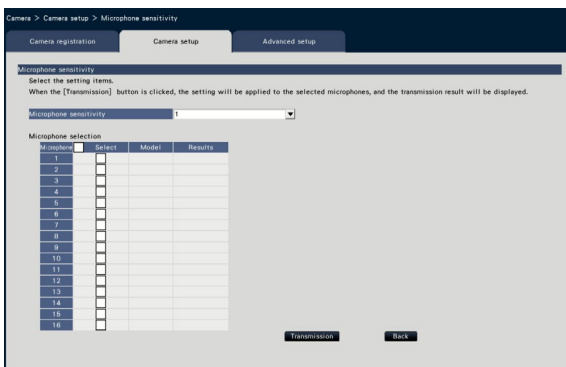 Camera > Camera setup > Microphone sensitivity
Camera registration Camera setup Advanced setup
Microphone sensitivity
Select the setting items.
When the [Transmission] button is clicked, the setting will be applied to the selected microphones, and the transmission result will be displayed.
Microphone sensitivity 1
Microphone selection
Microphone Select Model Results
1
2
3
4
5
6
7
8
9
10
11
12
13
14
15
16
Transmission Back